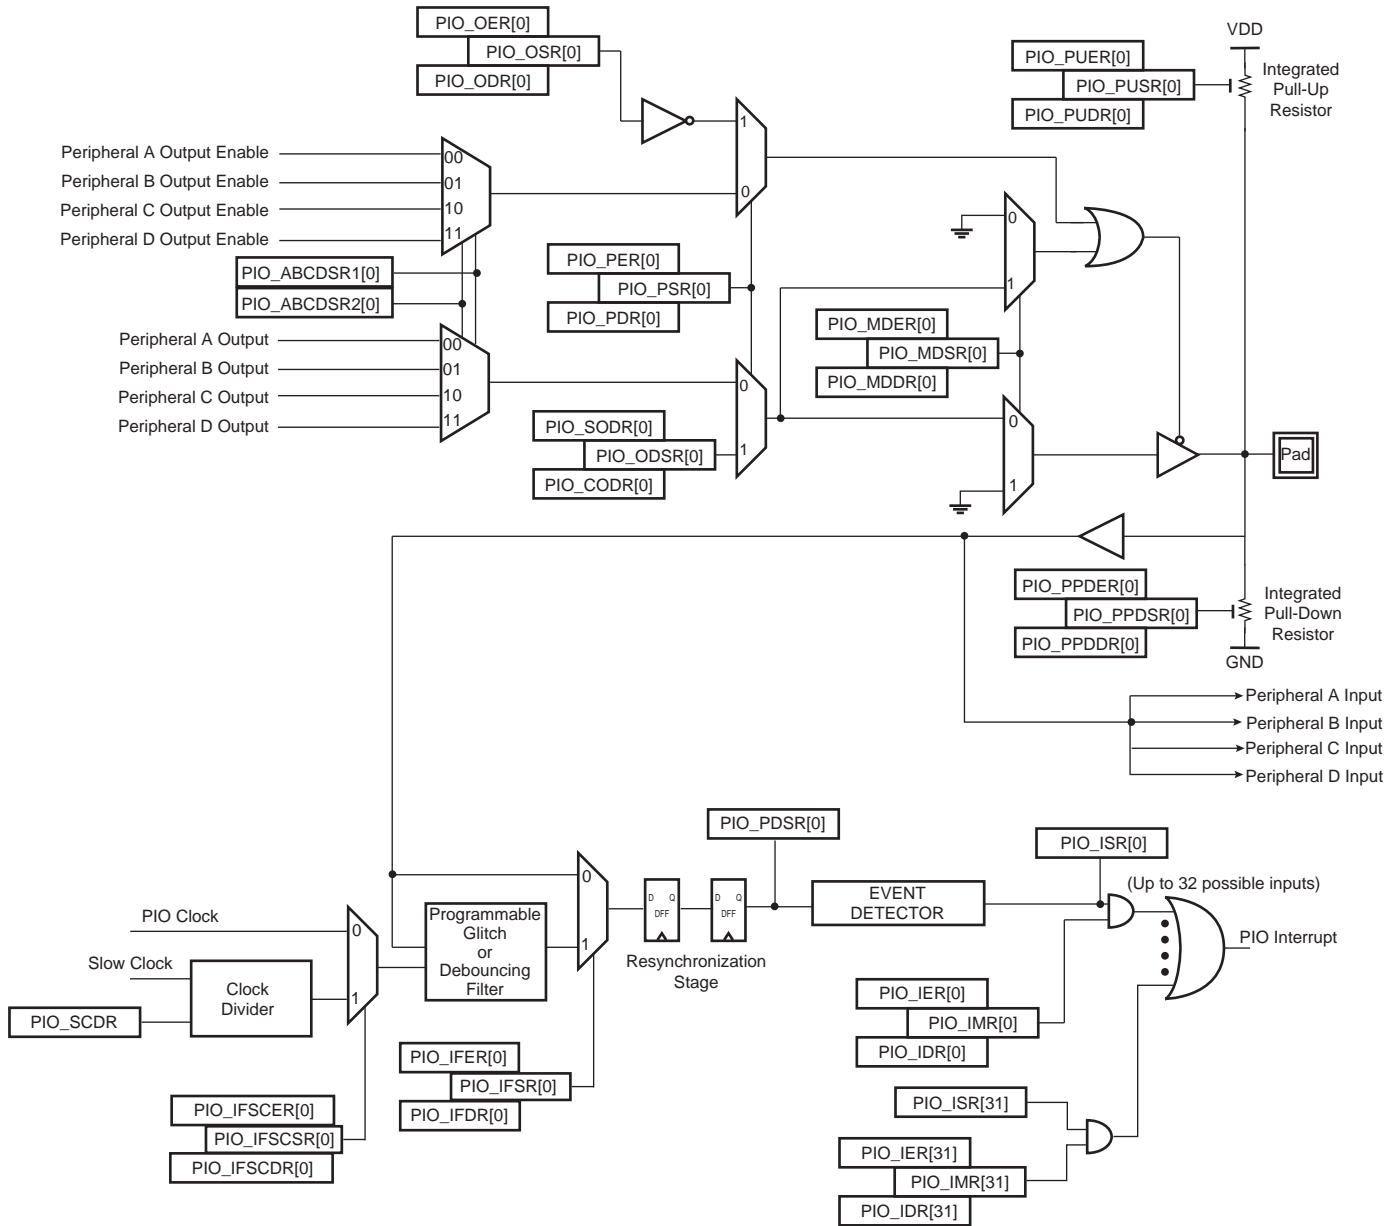 PIO_OER[0]
PIO_OSR[0]
PIO_ODR[0]
VDD
PIO_PUER[0]
PIO_PUSR[0]
PIO_PUDR[0]
Integrated
Pull-Up
Resistor
1
0
Peripheral A Output Enable
Peripheral B Output Enable
Peripheral C Output Enable
Peripheral D Output Enable
00
01
10
11
PIO_ABCDSR1[0]
PIO_ABCDSR2[0]
PIO_PER[0]
PIO_PSR[0]
PIO_PDR[0]
0
1
PIO_MDER[0]
PIO_MDSR[0]
PIO_MDDR[0]
Peripheral A Output
Peripheral B Output
Peripheral C Output
Peripheral D Output
00
01
10
11
0
1
PIO_SODR[0]
PIO_ODSR[0]
PIO_CODR[0]
0
1
Pad
PIO_PPDER[0]
PIO_PPDSR[0]
PIO_PPDDR[0]
Integrated
Pull-Down
Resistor
GND
Peripheral A Input
Peripheral B Input
Peripheral C Input
Peripheral D Input
PIO_PDSR[0]
PIO_ISR[0]
(Up to 32 possible inputs)
PIO Clock
Slow Clock
PIO_SCDR
Clock
Divider
0
1
Programmable
Glitch
or
Debouncing
Filter
0
1
D Q
DFF
D Q
DFF
Resynchronization
Stage
EVENT
DETECTOR
PIO Interrupt
PIO_IER[0]
PIO_IMR[0]
PIO_IDR[0]
PIO_IFER[0]
PIO_IFSR[0]
PIO_IFDR[0]
PIO_IFSCER[0]
PIO_IFSCSR[0]
PIO_IFSCDR[0]
PIO_ISR[31]
PIO_IER[31]
PIO_IMR[31]
PIO_IDR[31]